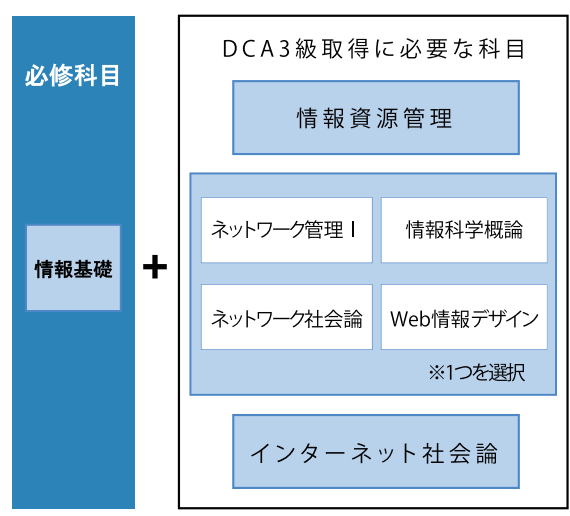 必修科目
情報基礎
+
DCA3級取得に必要な科目
情報資源管理
ネットワーク管理Ⅰ
情報科学概論
ネットワーク社会論
Web情報デザイン
※1つを選択
インターネット社会論